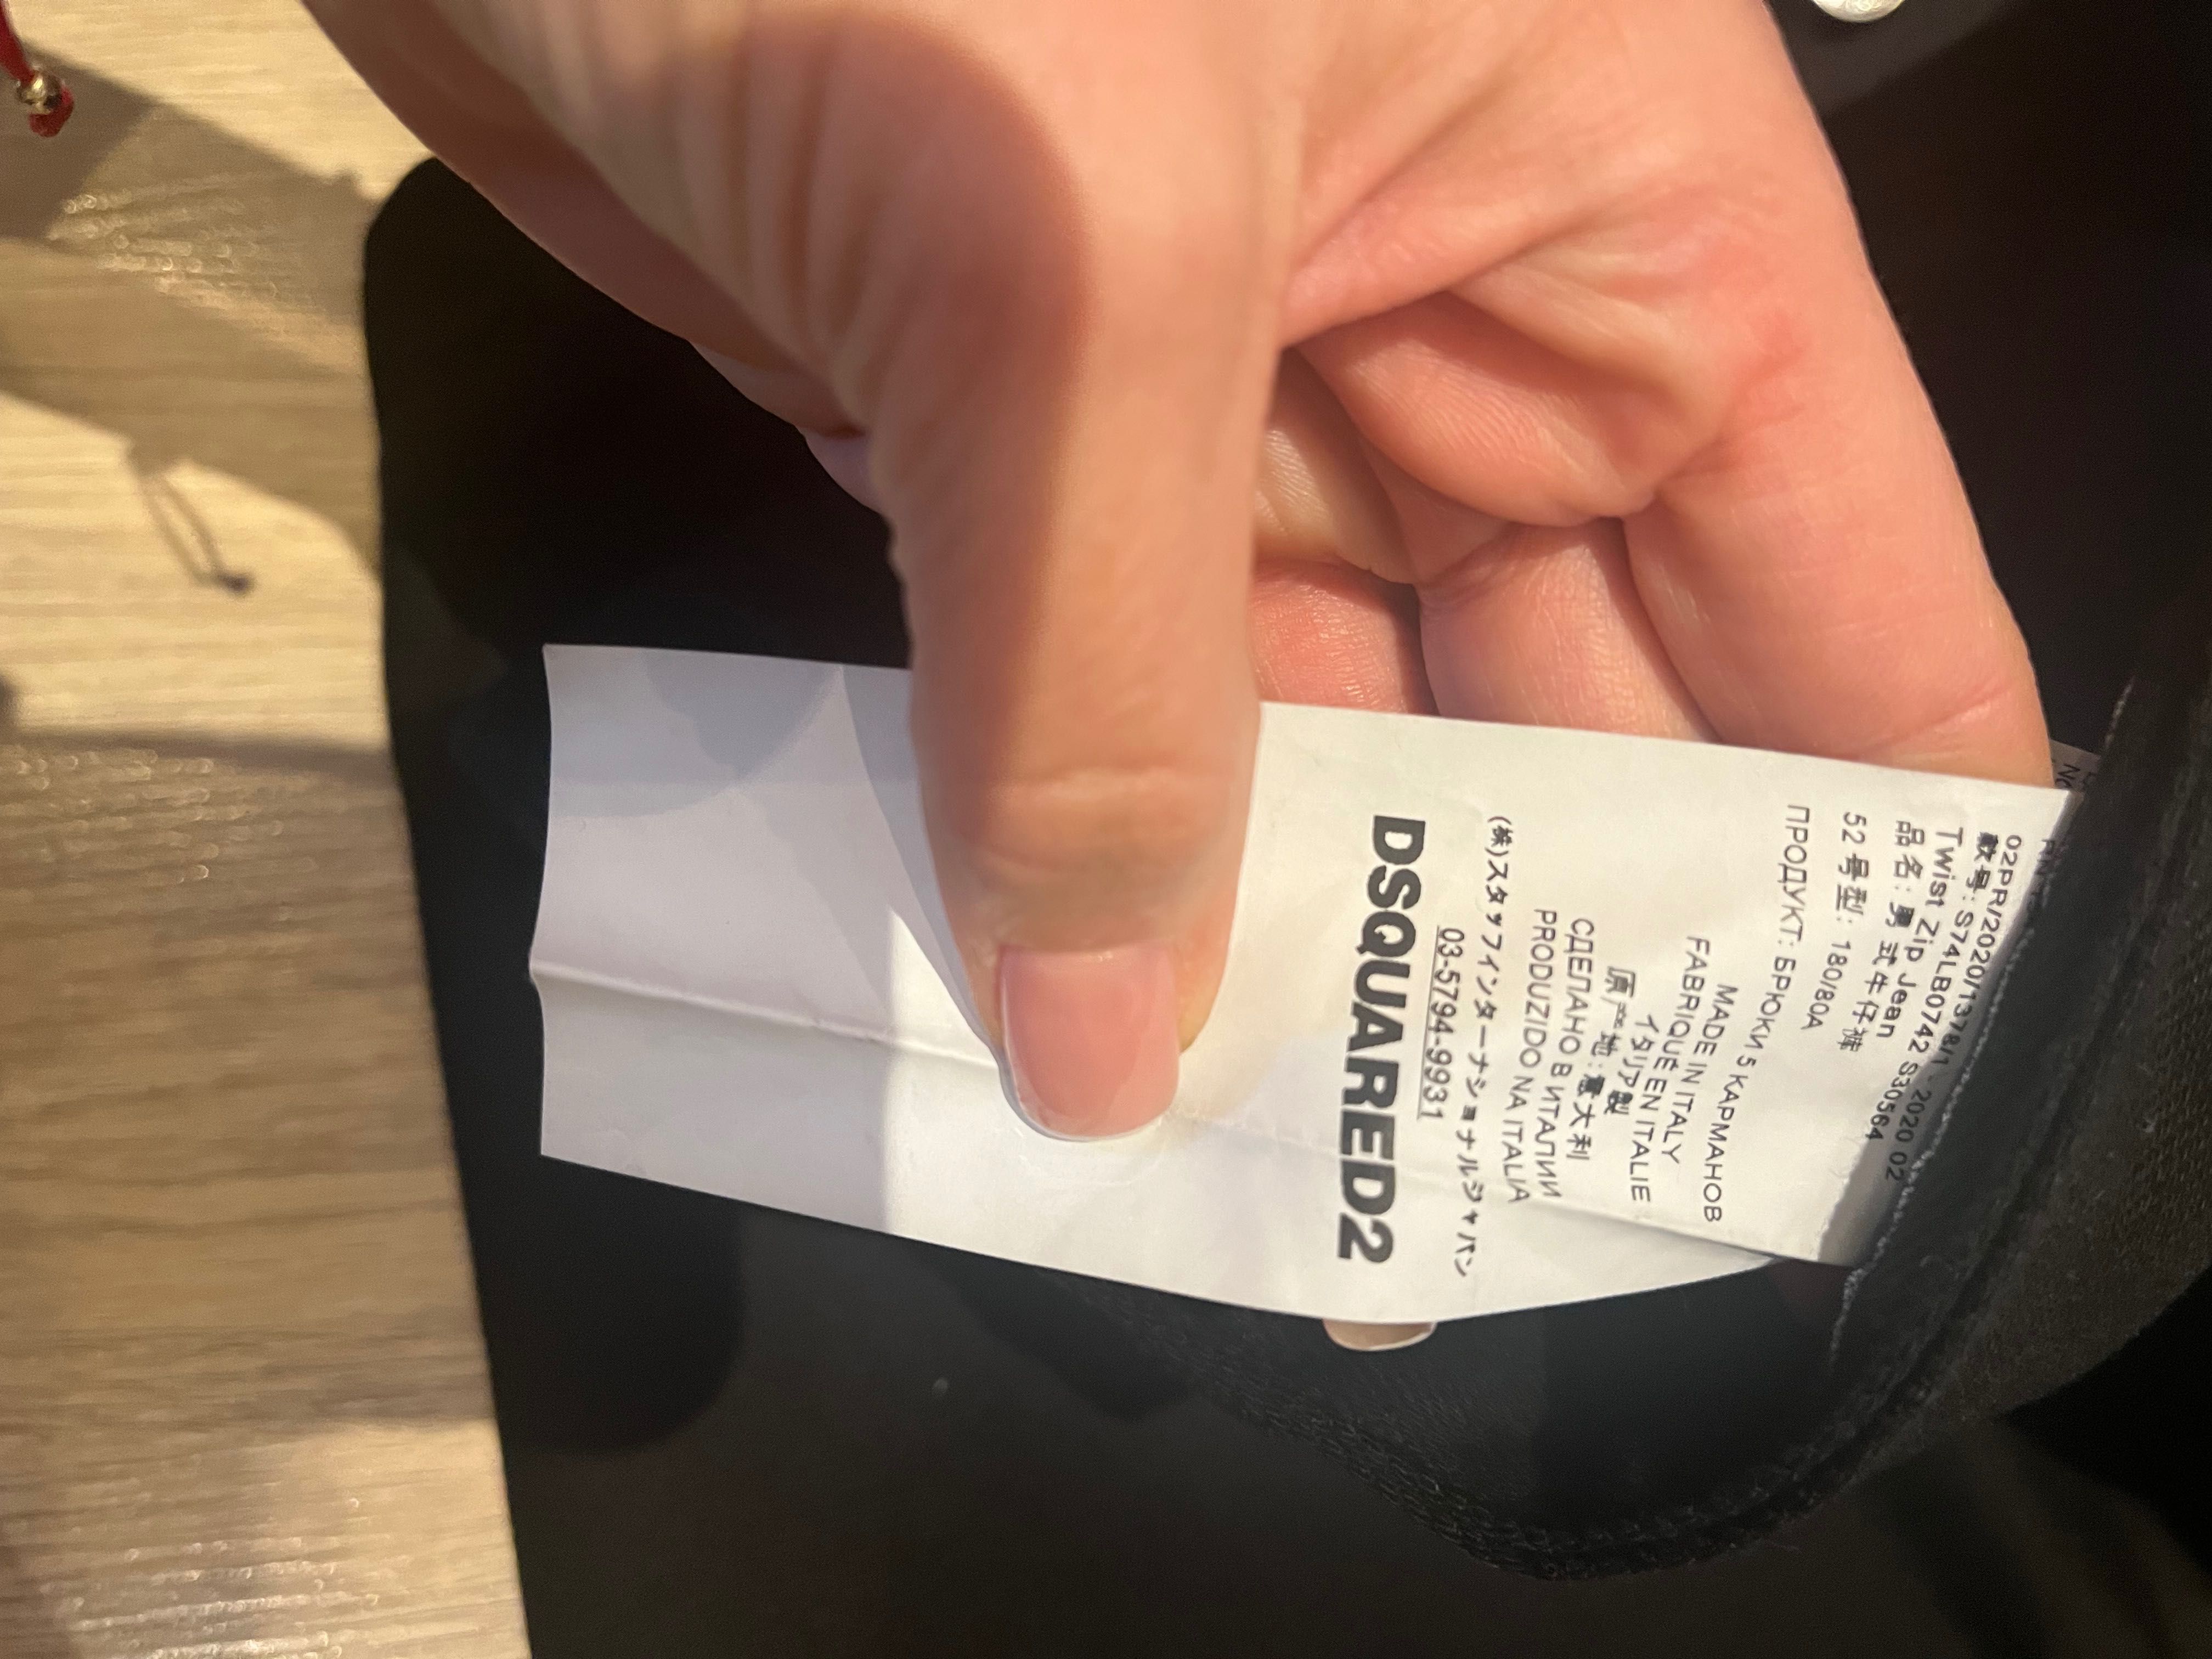 02PR/2020/1378/1 - 2020 02
款号: S74LB0742 S30564
Twist Zip Jean
品名: 男 式牛仔裤
52 号型: 180/80A
ПРОДУКТ: БРЮКИ 5 КАРМАНОВ
MADE IN ITALY
FABRIQUÉ EN ITALIE
イタリア製
原产地: 意大利
СДЕЛАНО В ИТАЛИИ
PRODUZIDO NA ITALIA
(株)スタッフインターナショナルジャパン
03-5794-9931
DSQUARED2